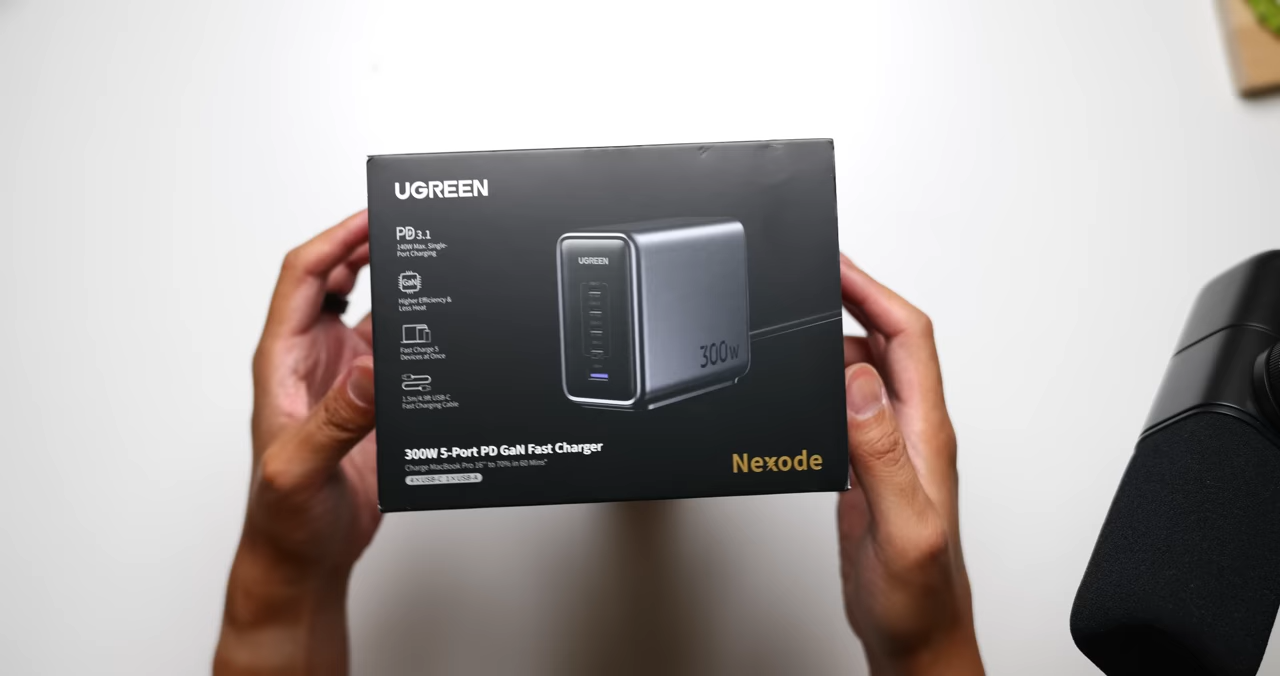 UGREEN
PD 3.1
140W Max. Single-
Port Charging
GaN
Higher Efficiency &
Less Heat
Fast Charge 5
Devices at Once
1.5m/4.9ft USB-C
Fast Charging Cable
UGREEN
300W
300W 5-Port PD GaN Fast Charger
Charge MacBook Pro 16" to 70% in 60 Mins*
4×USB-C 1×USB-A
Nexode